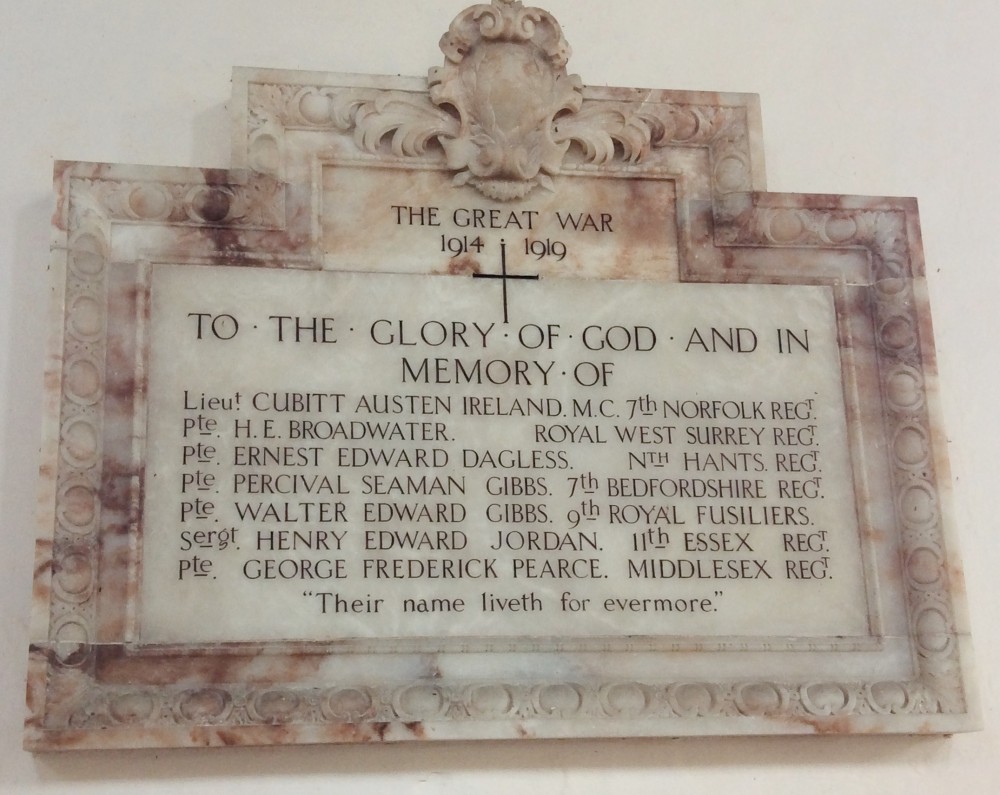 THE GREAT WAR
1914 · 1919
TO · THE · GLORY · OF · GOD · AND IN
MEMORY · OF
Lieut CUBITT AUSTEN IRELAND. M.C. 7th NORFOLK REGT.
Pte. H. E. BROADWATER. ROYAL WEST SURREY REGT.
Pte. ERNEST EDWARD DAGLESS. NTH HANTS. REGT.
Pte. PERCIVAL SEAMAN GIBBS. 7th BEDFORDSHIRE REGT.
Pte. WALTER EDWARD GIBBS. 9th ROYAL FUSILIERS.
Sergt. HENRY EDWARD JORDAN. 11th ESSEX REGT.
Pte. GEORGE FREDERICK PEARCE. MIDDLESEX REGT.
"Their name liveth for evermore."